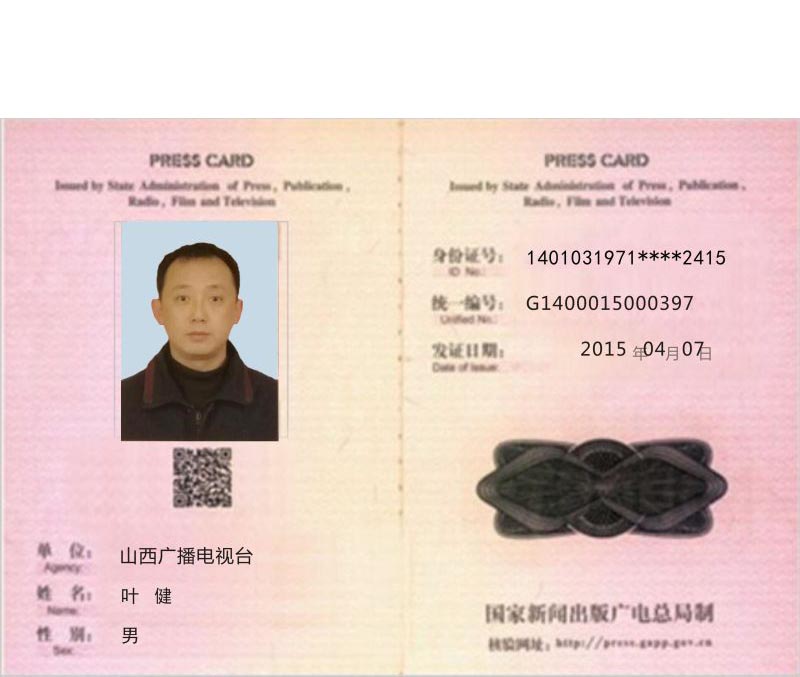 PRESS CARD
Issued by State Administration of Press, Publication,
Radio, Film and Television
单 位： 山西广播电视台
Agency:
姓 名： 叶 健
Name:
性 别： 男
Sex:
PRESS CARD
Issued by State Administration of Press, Publication,
Radio, Film and Television
身份证号： 1401031971****2415
ID No.:
统一编号： G1400015000397
Unified No.:
发证日期： 2015 年04月07日
Date of Issue:
国家新闻出版广电总局制
核验网址：http://press.gapp.gov.cn